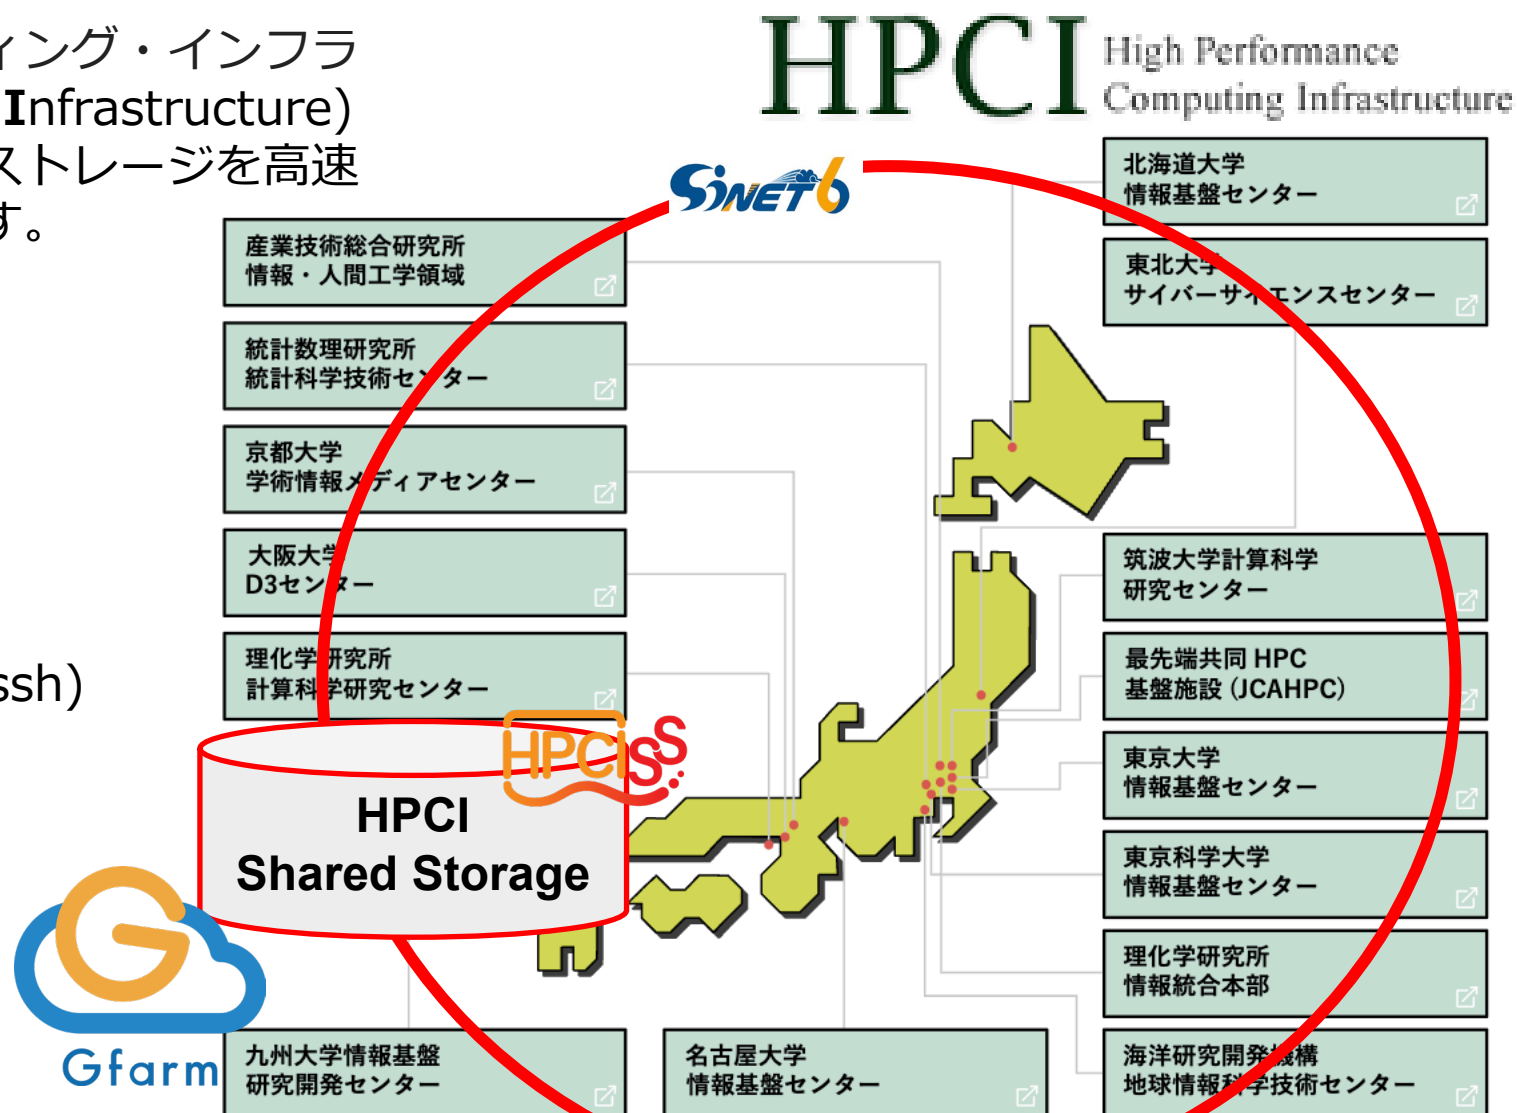 ィング・インフラ
Infrastructure)
ストレージを高速
す。
ssh)
HPCI
High Performance
Computing Infrastructure
SINET6
北海道大学
情報基盤センター
東北大学
サイバーサイエンスセンター
産業技術総合研究所
情報・人間工学領域
統計数理研究所
統計科学技術センター
京都大学
学術情報メディアセンター
大阪大学
D3センター
理化学研究所
計算科学研究センター
筑波大学計算科学
研究センター
最先端共同 HPC
基盤施設 (JCAHPC)
東京大学
情報基盤センター
東京科学大学
情報基盤センター
理化学研究所
情報統合本部
海洋研究開発機構
地球情報科学技術センター
HPCISS
HPCI
Shared Storage
Gfarm
九州大学情報基盤
研究開発センター
名古屋大学
情報基盤センター